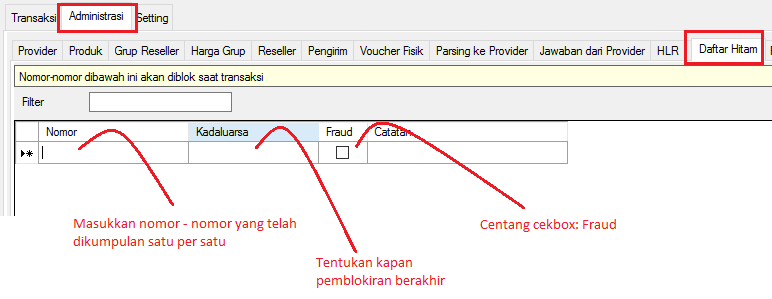 Transaksi Administrasi Setting
Provider Produk Grup Reseller Harga Grup Reseller Pengirim Voucher Fisik Parsing ke Provider Jawaban dari Provider HLR Daftar Hitam
Nomor-nomor dibawah ini akan diblok saat transaksi
Filter
Nomor Kadaluarsa Fraud Catatan
Masukkan nomor - nomor yang telah
dikumpulan satu per satu
Centang cekbox: Fraud
Tentukan kapan
pemblokiran berakhir